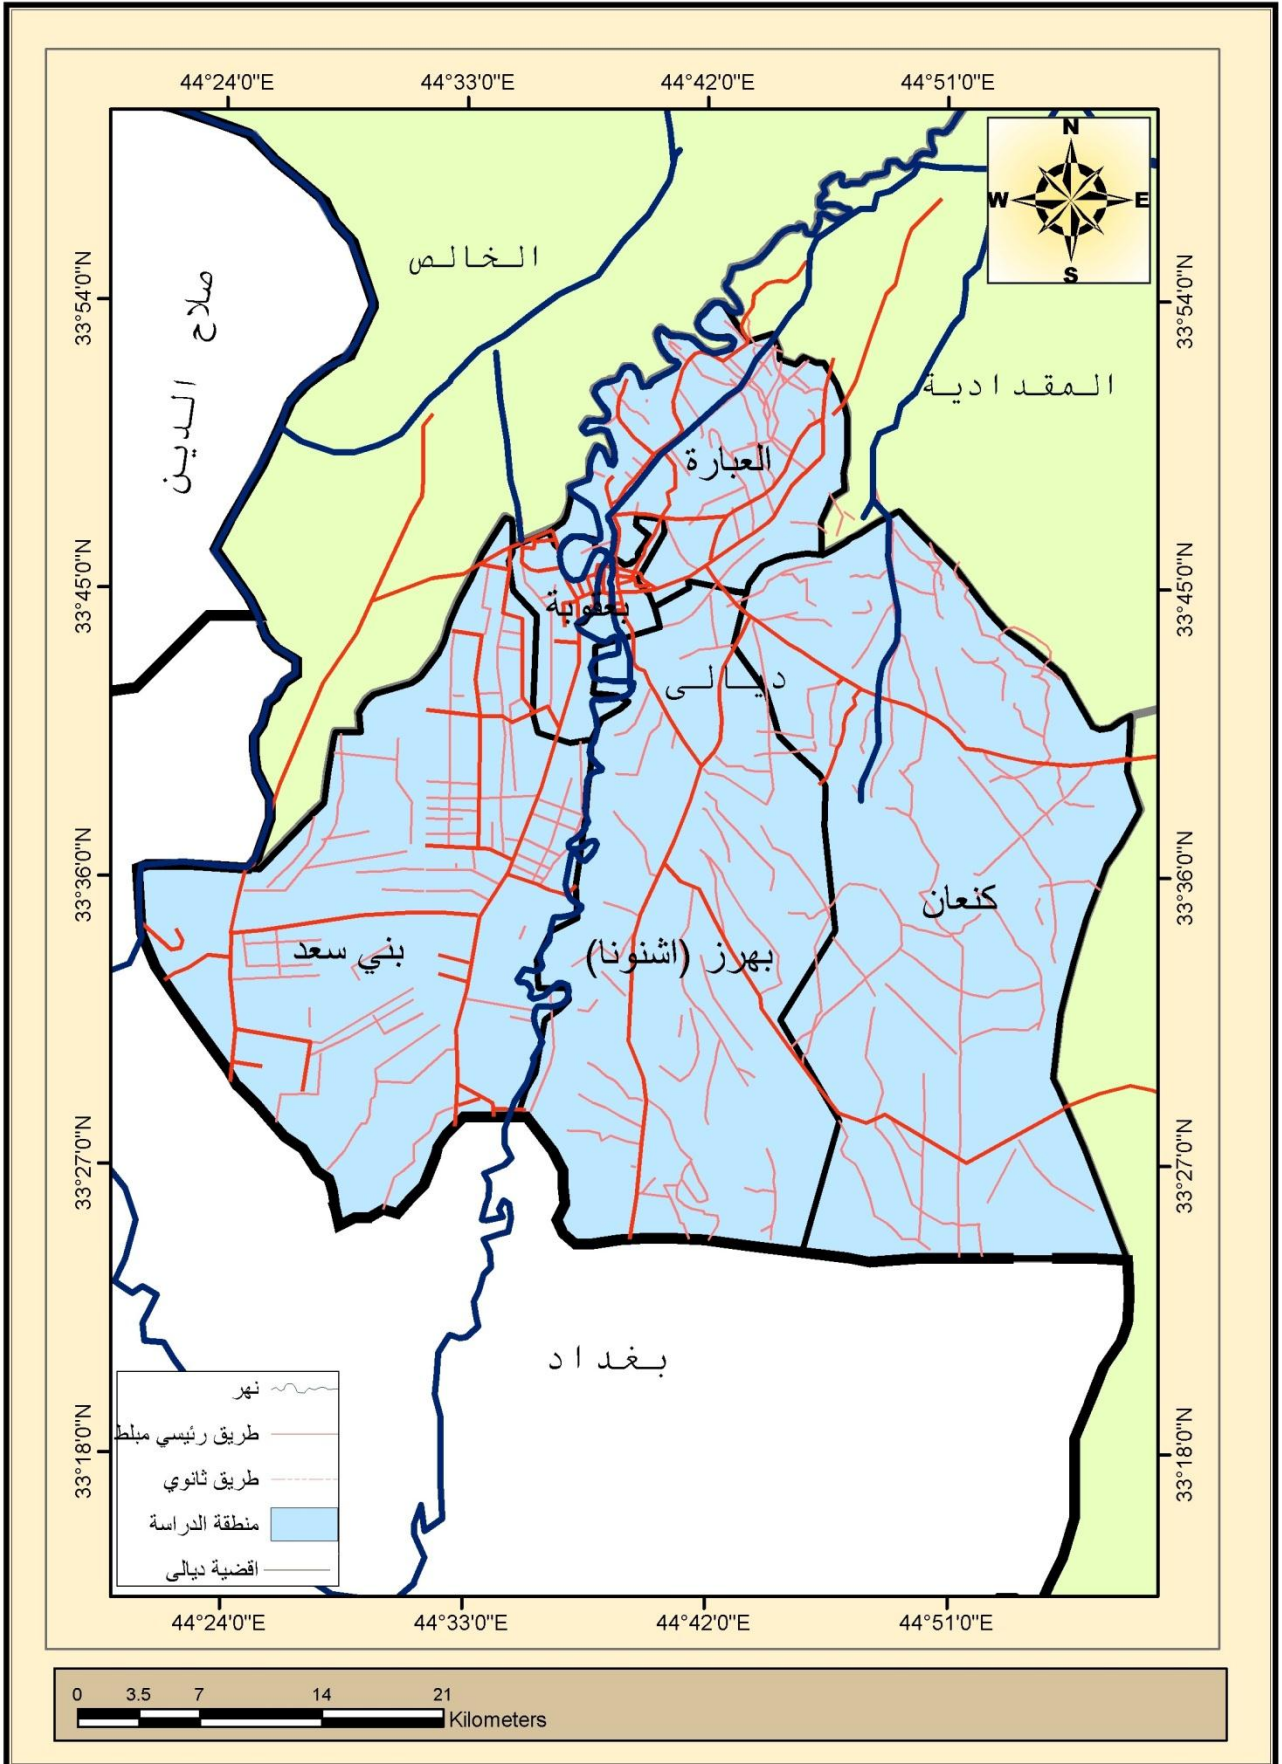 44°24'0"E
44°33'0"E
44°42'0"E
44°51'0"E
N
W
E
S
33°54'0"N
33°54'0"N
الخالص
صلاح الدين
المقدادية
العبارة
33°45'0"N
33°45'0"N
بعقوبة
ديالى
33°36'0"N
33°36'0"N
كنعان
بهرز (اشنونا)
بني سعد
33°27'0"N
33°27'0"N
بغداد
نهر
طريق رئيسي مبلط
طريق ثانوي
منطقة الدراسة
اقضية ديالى
33°18'0"N
33°18'0"N
44°24'0"E
44°33'0"E
44°42'0"E
44°51'0"E
0 3.5 7 14 21
Kilometers